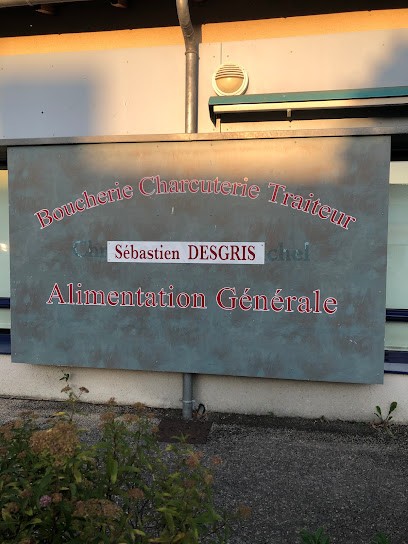 Boucherie Charcuterie Traiteur
Sébastien DESGRIS
Alimentation Générale